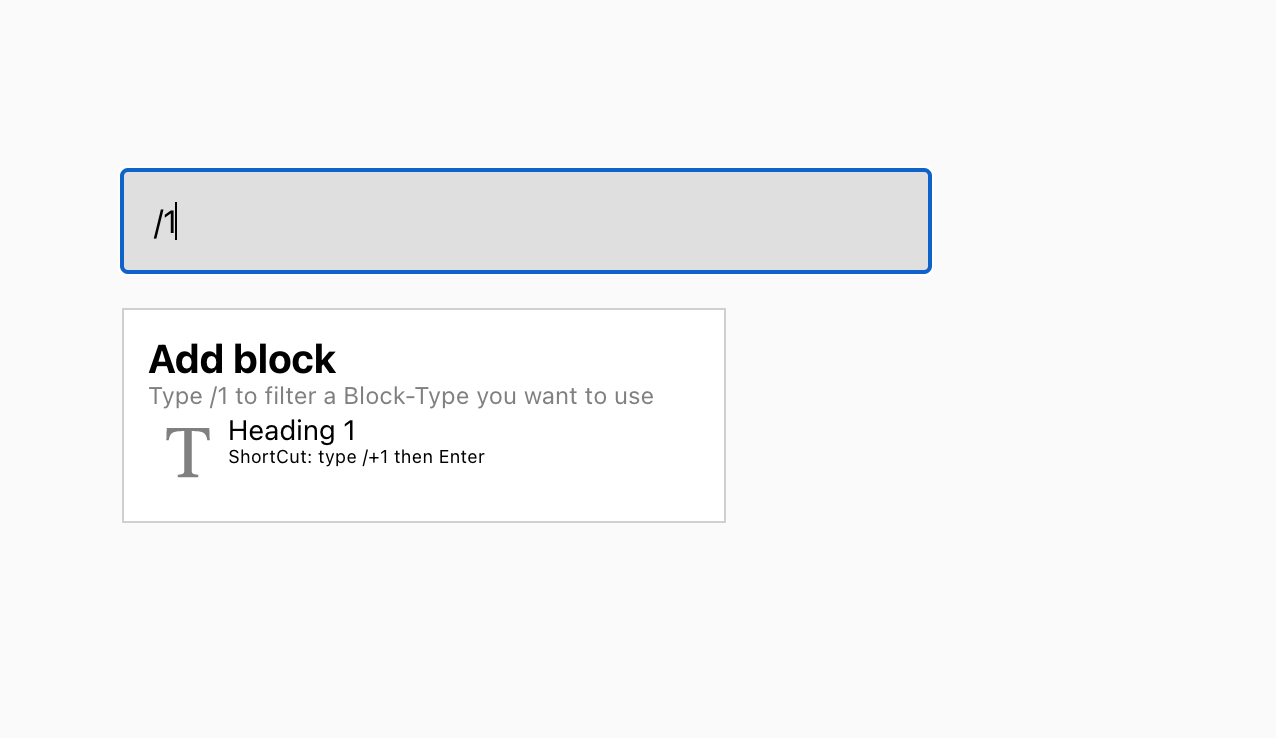 /1
Add block
Type /1 to filter a Block-Type you want to use
T
Heading 1
ShortCut: type /+1 then Enter